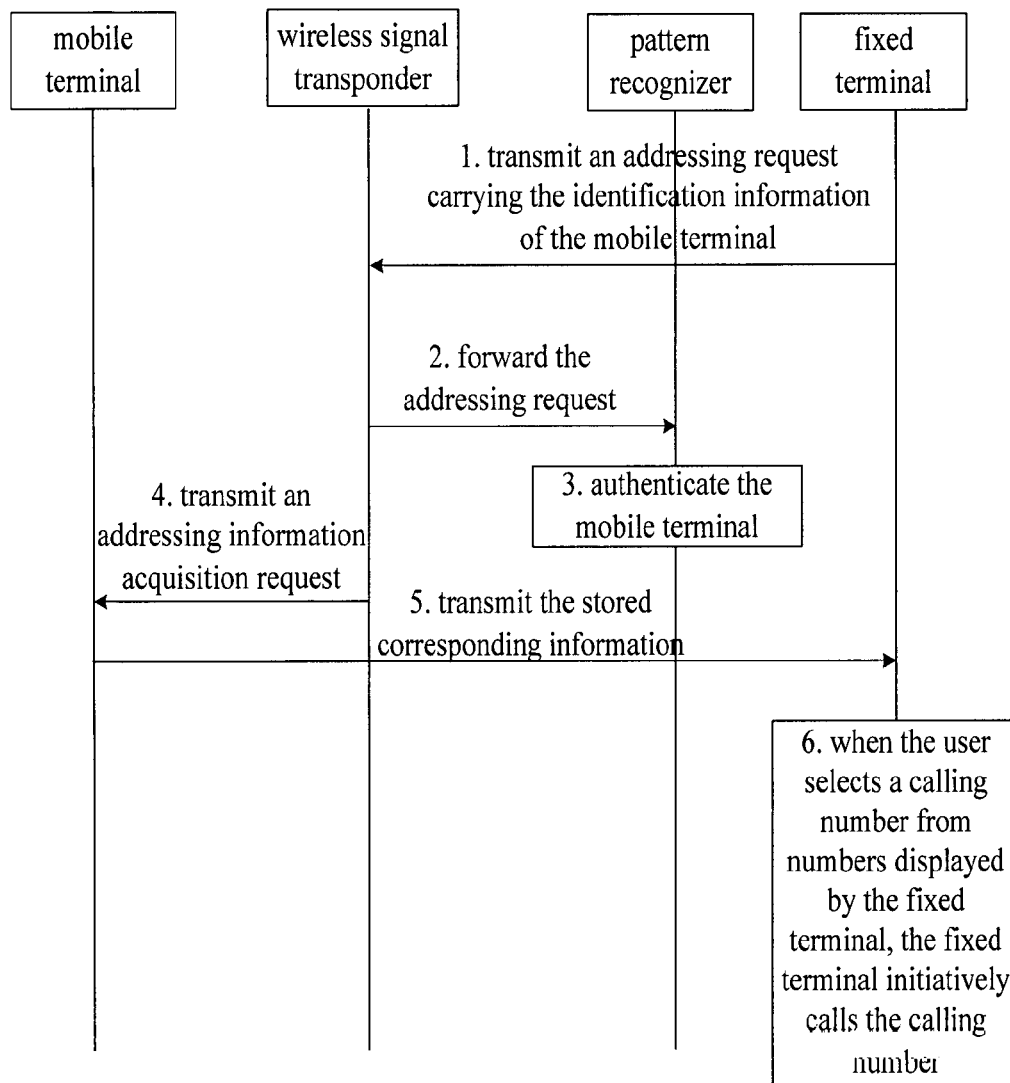 mobile
terminal
wireless signal
transponder
pattern
recognizer
fixed
terminal
1. transmit an addressing request
carrying the identification information
of the mobile terminal
2. forward the
addressing request
3. authenticate the
mobile terminal
4. transmit an
addressing information
acquisition request
5. transmit the stored
corresponding information
6. when the user
selects a calling
number from
numbers displayed
by the fixed
terminal, the fixed
terminal initiatively
calls the calling
number